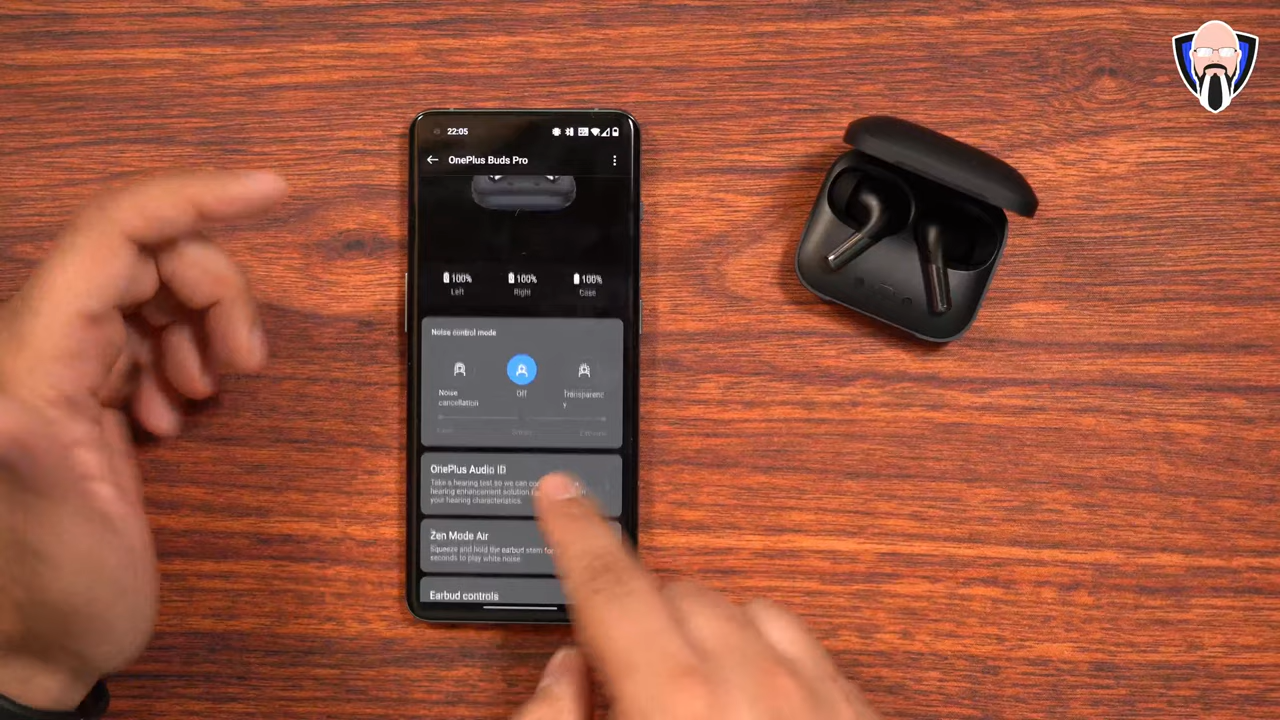 22:05
OnePlus Buds Pro
100%
100%
100%
Left
Right
Case
Noise control mode
Noise
cancellation
Off
Transparenc
y
OnePlus Audio ID
Take a hearing test so we can
hearing enhancement solution
your hearing characteristics.
Zen Mode Air
Squeeze and hold the earbud stem for
seconds to play white noise.
Earbud controls